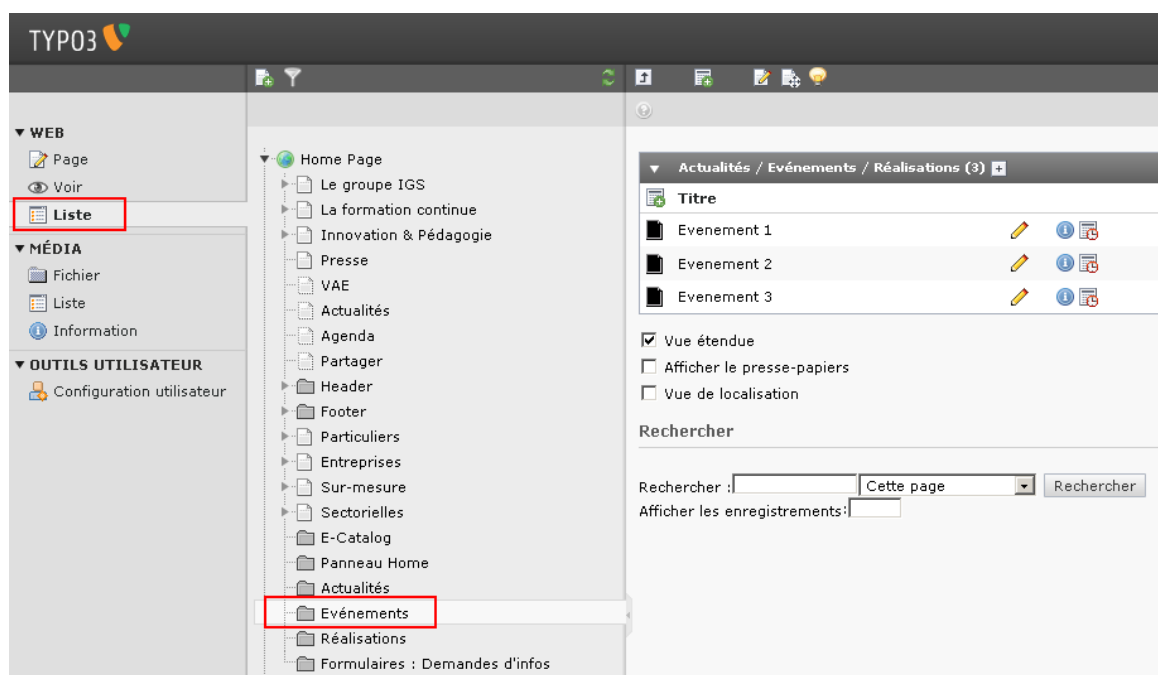 TYPO3
WEB
Page
Voir
Liste
MÉDIA
Fichier
Liste
Information
OUTILS UTILISATEUR
Configuration utilisateur
Home Page
Le groupe IGS
La formation continue
Innovation & Pédagogie
Presse
VAE
Actualités
Agenda
Partager
Header
Footer
Particuliers
Entreprises
Sur-mesure
Sectorielles
E-Catalog
Panneau Home
Actualités
Evénements
Réalisations
Formulaires : Demandes d'infos
Actualités / Evénements / Réalisations (3)
Titre
Evenement 1
Evenement 2
Evenement 3
Vue étendue
Afficher le presse-papiers
Vue de localisation
Rechercher
Rechercher : Cette page Rechercher
Afficher les enregistrements: